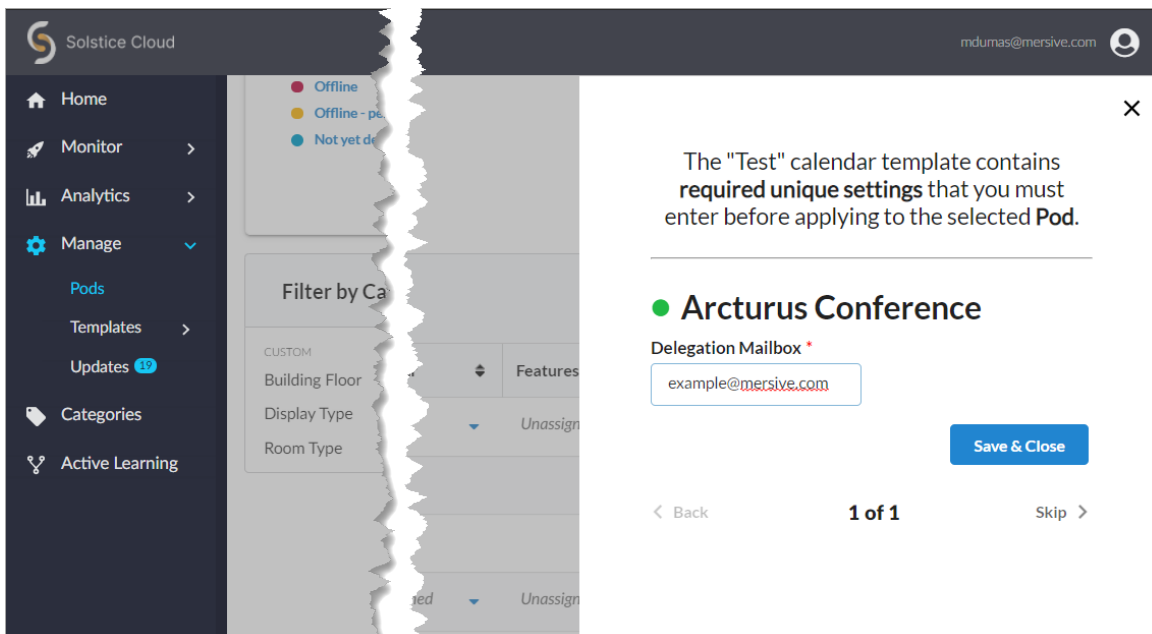 Solstice Cloud
mdumas@mersive.com
Home
Monitor
Analytics
Manage
Pods
Templates
Updates 19
Categories
Active Learning
Offline
Offline - pe
Not yet de
Filter by Ca
CUSTOM
Building Floor
Display Type
Room Type
Features
Unassign
Unassign
The "Test" calendar template contains
required unique settings that you must
enter before applying to the selected Pod.
Arcturus Conference
Delegation Mailbox *
example@mersive.com
Save & Close
Back
1 of 1
Skip